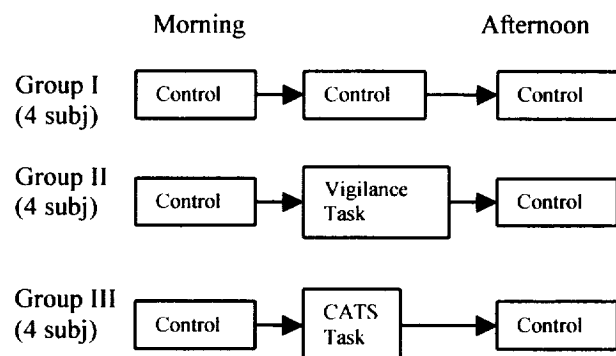 Morning Afternoon
Group I
(4 subj)
Control Control Control
Group II
(4 subj)
Control Vigilance
Task Control
Group III
(4 subj)
Control CATS
Task Control